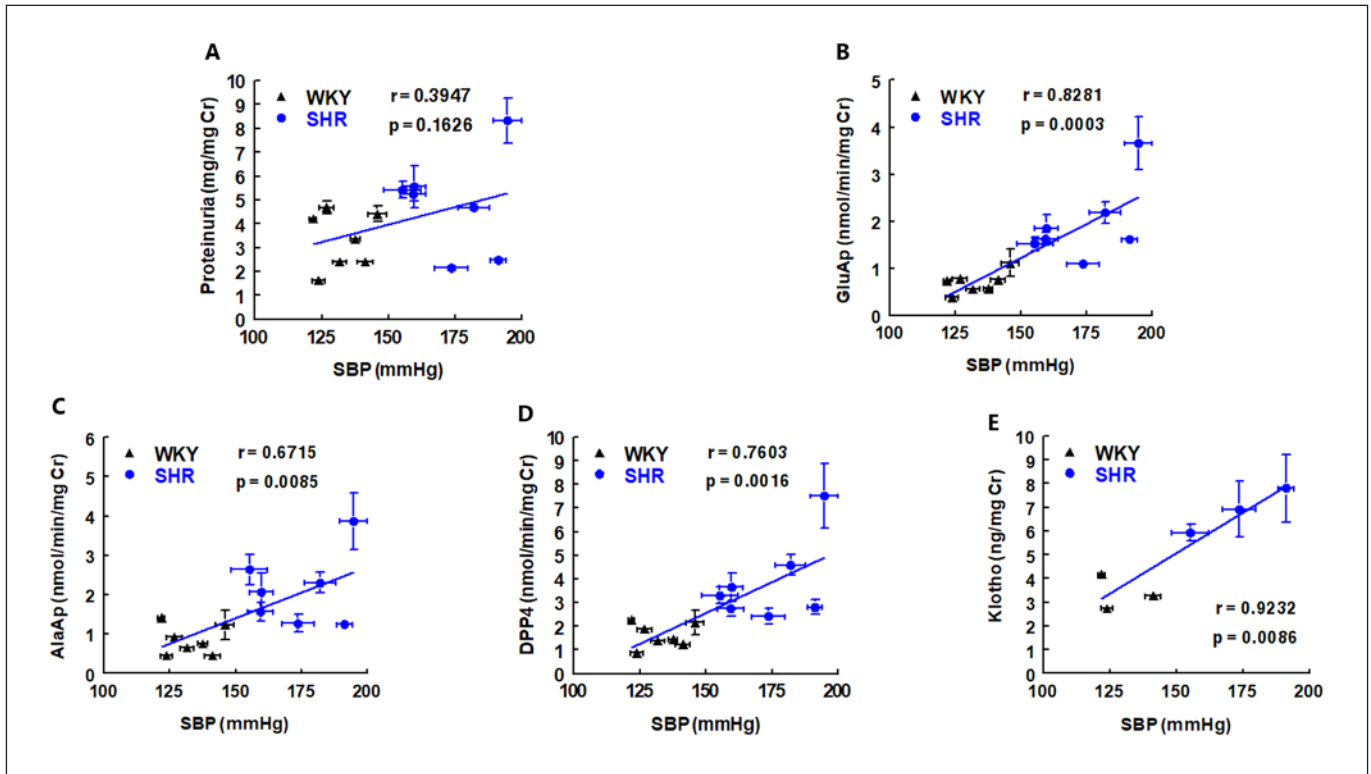 A
Proteinuria (mg/mg Cr)
10
9
8
7
6
5
4
3
2
1
0
WKY
SHR
r = 0.3947
p = 0.1626
100
125
150
175
200
SBP (mmHg)
B
GluAp (nmol/min/mg Cr)
5
4
3
2
1
0
WKY
SHR
r = 0.8281
p = 0.0003
100
125
150
175
200
SBP (mmHg)
C
AlaAp (nmol/min/mg Cr)
6
5
4
3
2
1
0
WKY
SHR
r = 0.6715
p = 0.0085
100
125
150
175
200
SBP (mmHg)
D
DPP4 (nmol/min/mg Cr)
10
9
8
7
6
5
4
3
2
1
0
WKY
SHR
r = 0.7603
p = 0.0016
100
125
150
175
200
SBP (mmHg)
E
Klotho (ng/mg Cr)
10
9
8
7
6
5
4
3
2
1
0
WKY
SHR
r = 0.9232
p = 0.0086
100
125
150
175
200
SBP (mmHg)